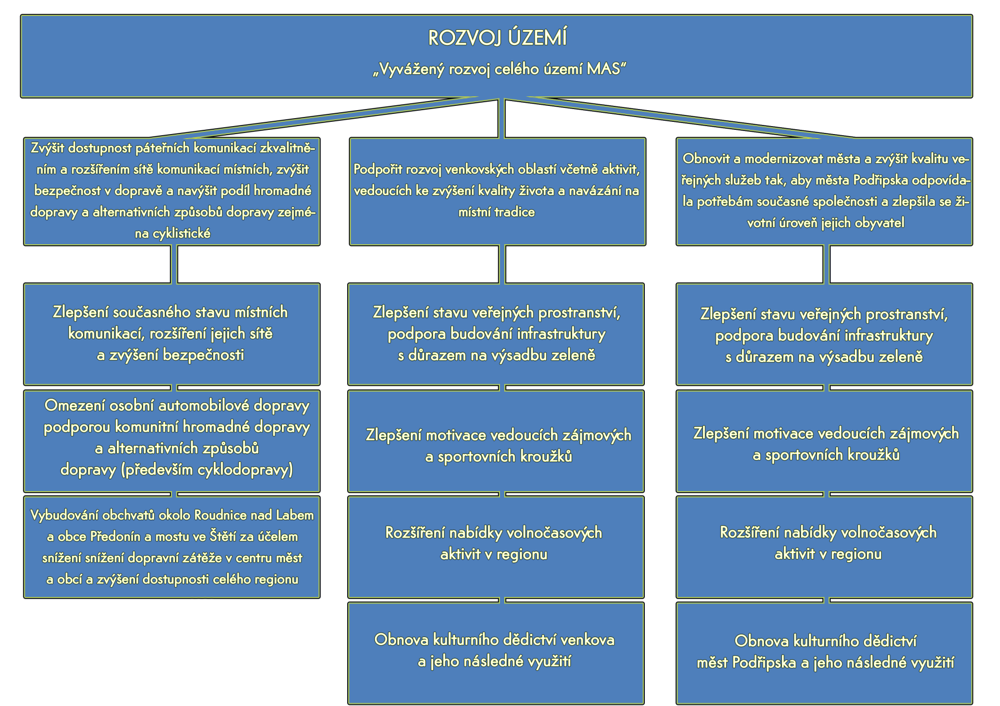 ROZVOJ ÚZEMÍ
„Vyvážený rozvoj celého území MAS“
Zvýšit dostupnost páteřních komunikací zkvalitně-
ním a rozšířením sítě komunikací místních, zvýšit
bezpečnost v dopravě a navýšit podíl hromadné
dopravy a alternativních způsobů dopravy zejmé-
na cyklistické
Podpořit rozvoj venkovských oblastí včetně aktivit,
vedoucích ke zvýšení kvality života a navázání na
místní tradice
Obnovit a modernizovat města a zvýšit kvalitu ve-
řejných služeb tak, aby města Podřipska odpovída-
la potřebám současné společnosti a zlepšila se ži-
votní úroveň jejich obyvatel
Zlepšení současného stavu místních
komunikací, rozšíření jejich sítě
a zvýšení bezpečnosti
Zlepšení stavu veřejných prostranství,
podpora budování infrastruktury
s důrazem na výsadbu zeleně
Zlepšení stavu veřejných prostranství,
podpora budování infrastruktury
s důrazem na výsadbu zeleně
Omezení osobní automobilové dopravy
podporou komunitní hromadné dopravy
a alternativních způsobů
dopravy (především cyklodopravy)
Zlepšení motivace vedoucích zájmových
a sportovních kroužků
Zlepšení motivace vedoucích zájmových
a sportovních kroužků
Vybudování obchvatů okolo Roudnice nad Labem
a obce Předonín a mostu ve Štětí za účelem
snížení snížení dopravní zátěže v centru měst
a obcí a zvýšení dostupnosti celého regionu
Rozšíření nabídky volnočasových
aktivit v regionu
Rozšíření nabídky volnočasových
aktivit v regionu
Obnova kulturního dědictví venkova
a jeho následné využití
Obnova kulturního dědictví
měst Podřipska a jeho následné využití